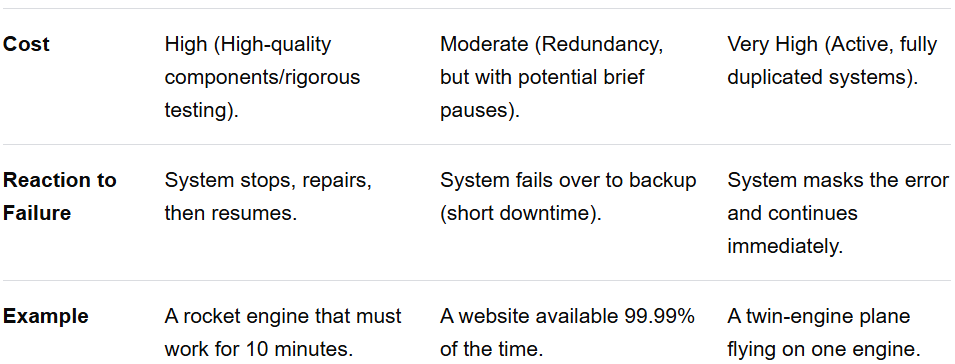 Cost
High (High-quality
components/rigorous
testing).
Moderate (Redundancy,
but with potential brief
pauses).
Very High (Active, fully
duplicated systems).
Reaction to
Failure
System stops, repairs,
then resumes.
System fails over to backup
(short downtime).
System masks the error
and continues
immediately.
Example
A rocket engine that must
work for 10 minutes.
A website available 99.99%
of the time.
A twin-engine plane
flying on one engine.